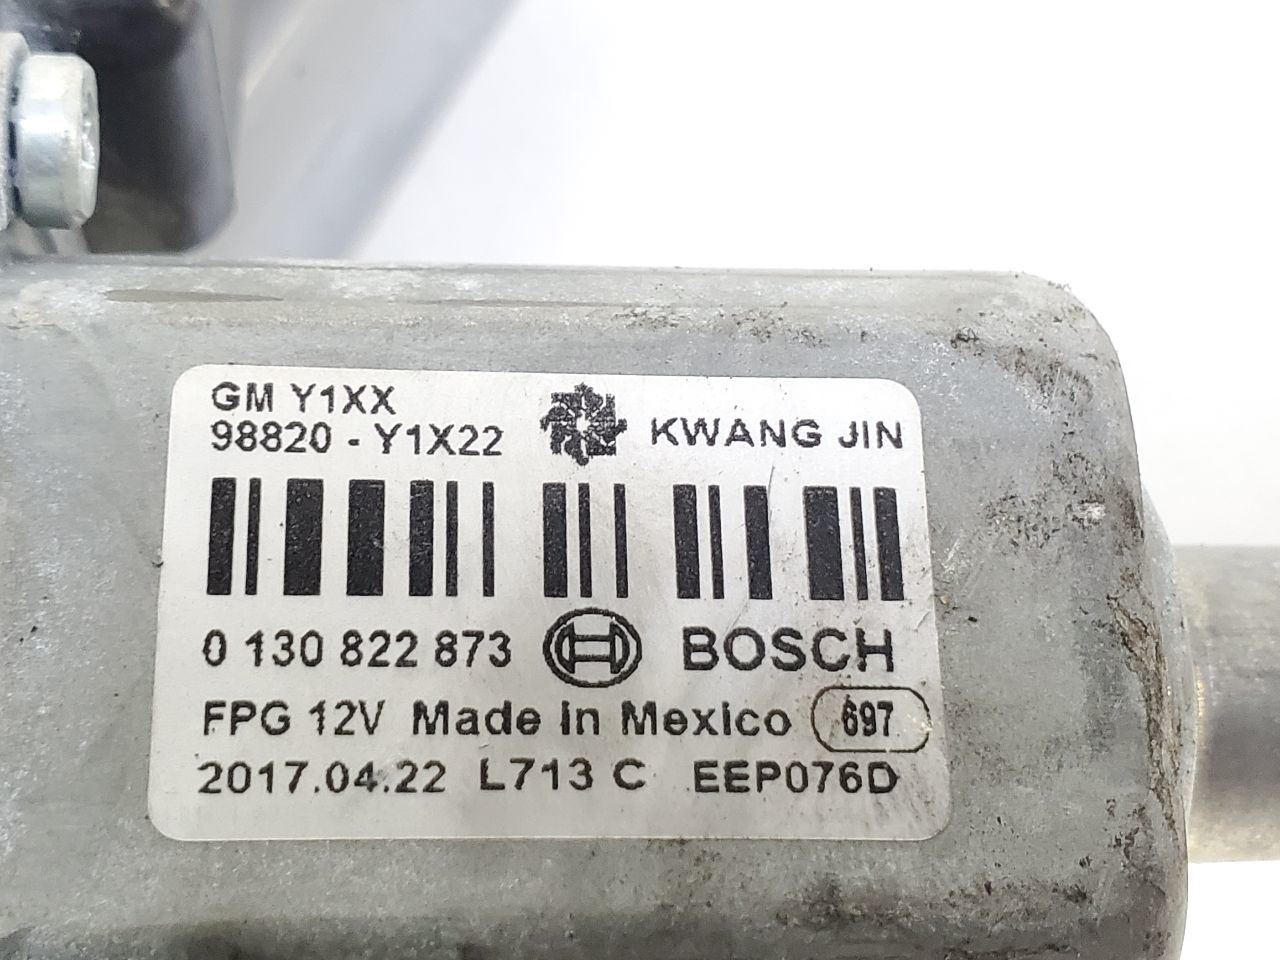 GM Y1XX
98820 - Y1X22 KWANG JIN
0 130 822 873 BOSCH
FPG 12V Made in Mexico 697
2017.04.22 L713 C EEP076D